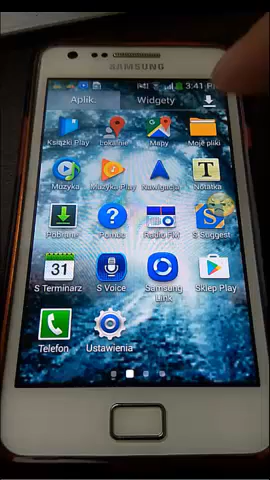 SAMSUNG
3:41 PM
Aplik.
Widgety
Książki Play
Lokalnie
Mapy
Moje pliki
Muzyka
Muzyka Play
Nawigacja
Notatka
Pobrane
Pomoc
Radio FM
S Suggest
31
S Terminarz
S Voice
Samsung
Link
Sklep Play
Telefon
Ustawienia